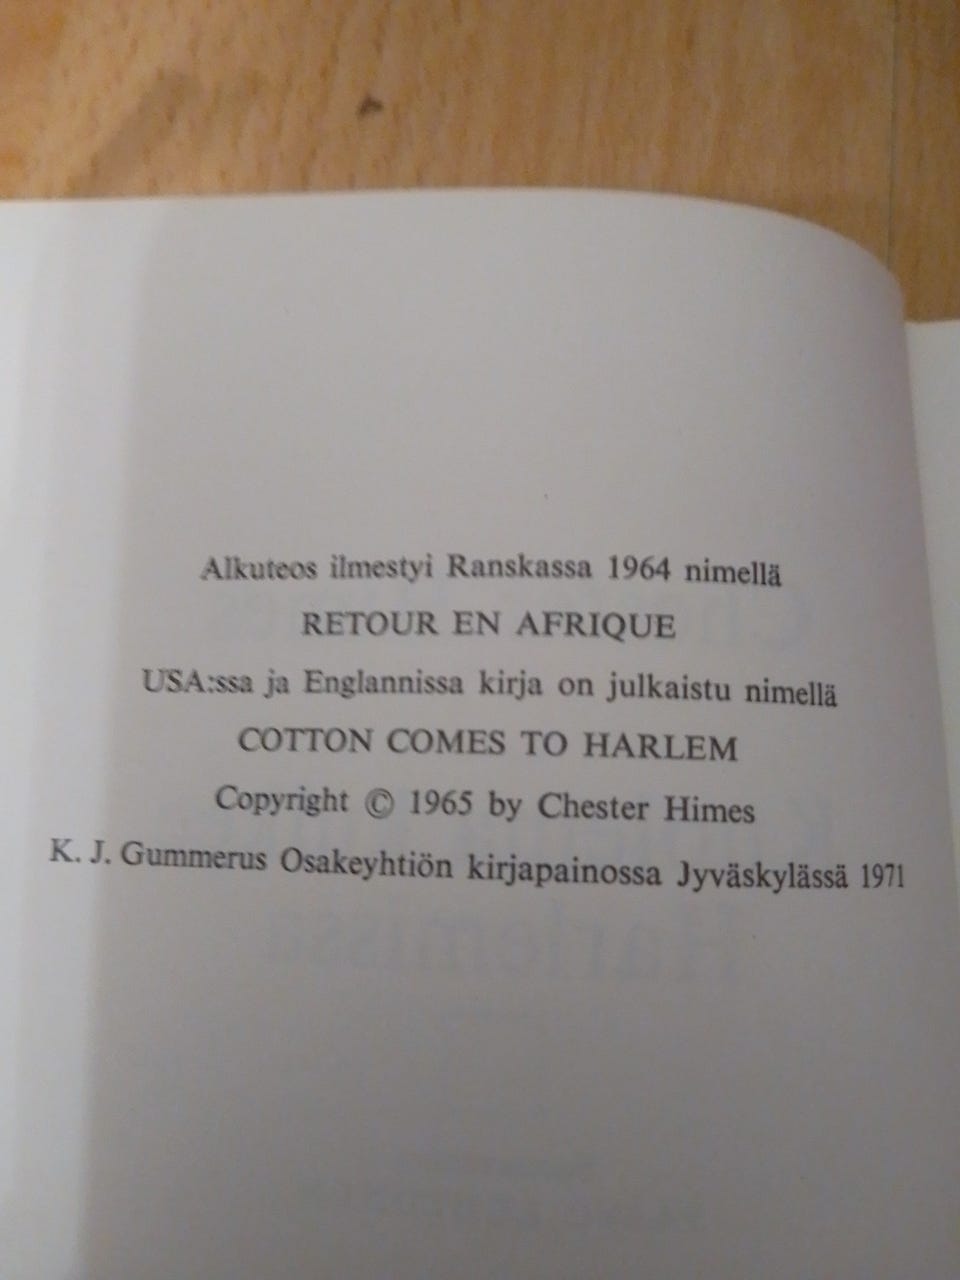 Alkuteos ilmestyi Ranskassa 1964 nimellä
RETOUR EN AFRIQUE
USA:ssa ja Englannissa kirja on julkaistu nimellä
COTTON COMES TO HARLEM
Copyright © 1965 by Chester Himes
K. J. Gummerus Osakeyhtiön kirjapainossa Jyväskylässä 1971